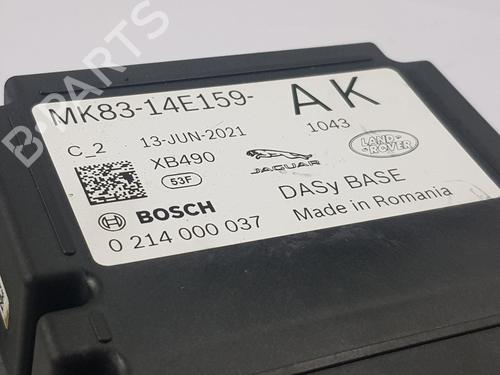 MK83-14E159- AK
C_2 13-JUN-2021 1043
XB490
53F
JAGUAR
LAND ROVER
BOSCH
DASy BASE
0 214 000 037
Made in Romania
B-PARTS